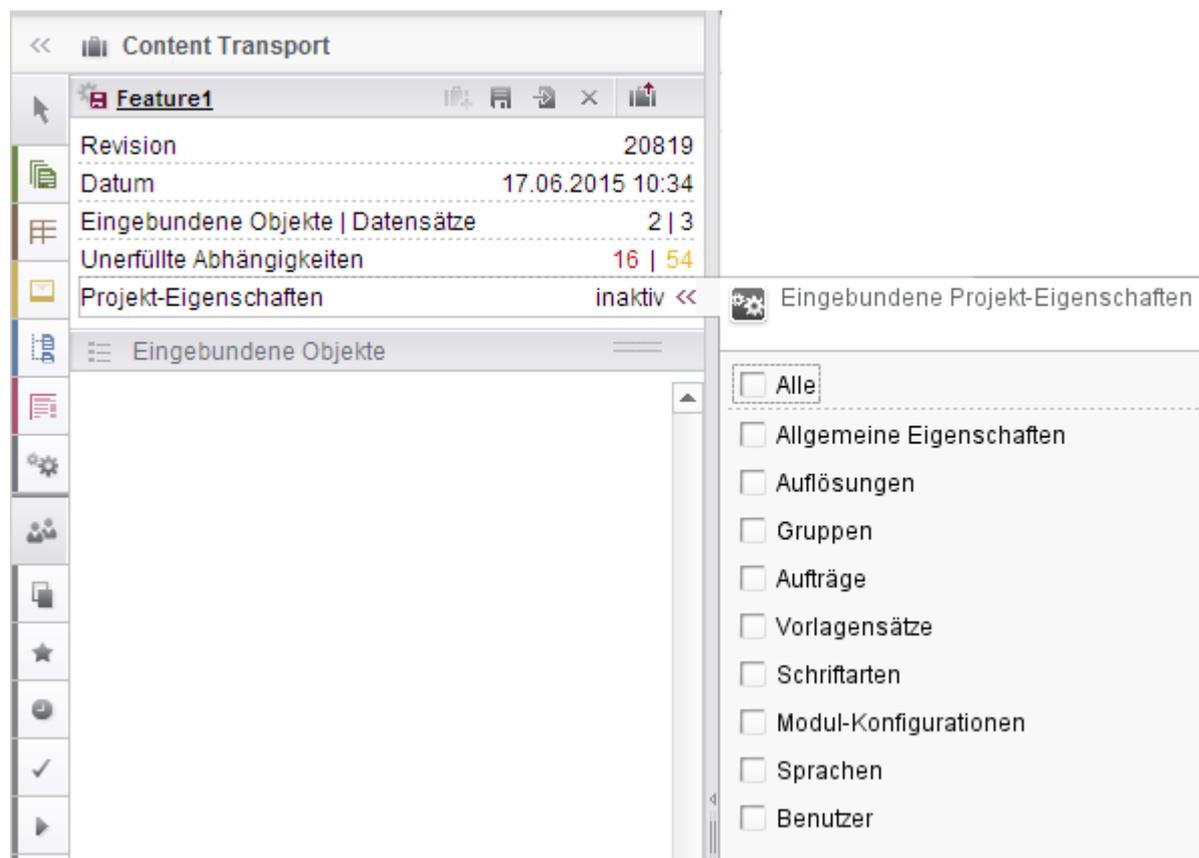 Content Transport
Feature1
Revision 20819
Datum 17.06.2015 10:34
Eingebundene Objekte | Datensätze 2 | 3
Unerfüllte Abhängigkeiten 16 | 54
Projekt-Eigenschaften inaktiv «
Eingebundene Objekte
Eingebundene Projekt-Eigenschaften
Alle
Allgemeine Eigenschaften
Auflösungen
Gruppen
Aufträge
Vorlagensätze
Schriftarten
Modul-Konfigurationen
Sprachen
Benutzer